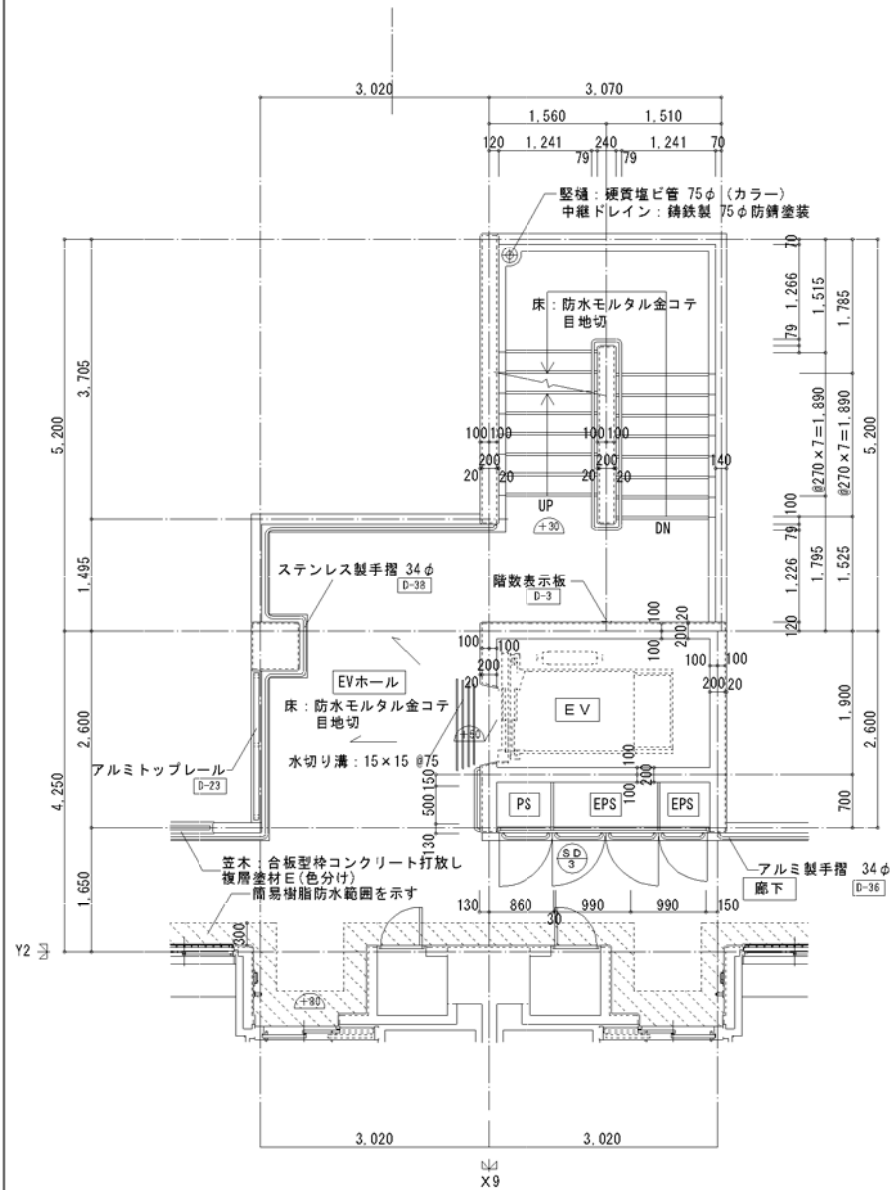 3,020
3,070
1,560
1,510
120
1,241
240
1,241
70
79
79
竪樋：硬質塩ビ管 75φ（カラー）
中継ドレイン：鋳鉄製 75φ防錆塗装
床：防水モルタル金コテ
目地切
70
1,266
79
1,515
1,785
@270×7＝1,890
@270×7＝1,890
5,200
100
79
1,226
120
1,795
1,525
5,200
3,705
1,495
100
100
200
20
20
100
100
200
20
20
140
UP
+30
DN
ステンレス製手摺 34φ
D-38
階数表示板
D-3
100
20
100
200
100
100
200
20
100
100
200
20
EVホール
床：防水モルタル金コテ
目地切
+60
EV
水切り溝：15×15 @75
アルミトップレール
D-23
4,250
2,600
1,650
1,900
700
2,600
150
500
130
100
200
100
PS
EPS
EPS
SD
3
笠木：合板型枠コンクリート打放し
複層塗材E(色分け)
簡易樹脂防水範囲を示す
アルミ製手摺 34φ
廊下
D-36
130
860
30
990
990
150
300
Y2
+80
3,020
3,020
X9